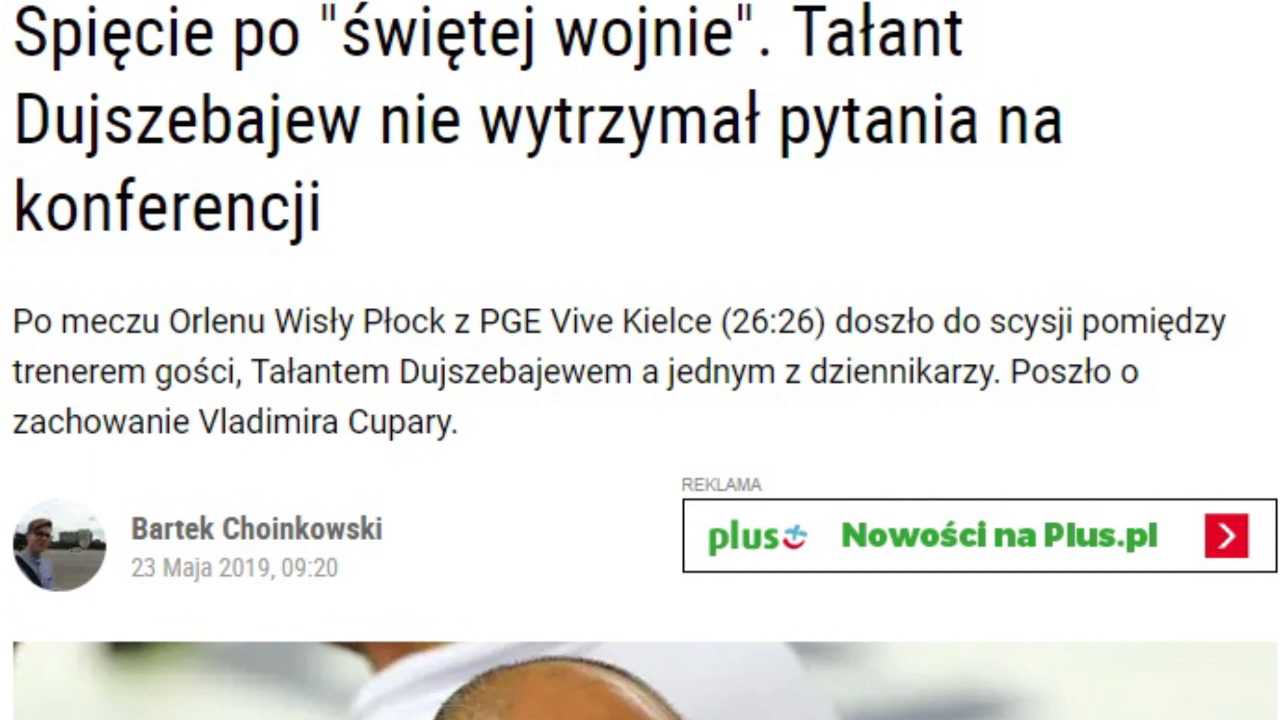 Spięcie po "świętej wojnie". Tałant
Dujszebajew nie wytrzymał pytania na
konferencji
Po meczu Orlenu Wisły Płock z PGE Vive Kielce (26:26) doszło do scysji pomiędzy
trenerem gości, Tałantem Dujszebajewem a jednym z dziennikarzy. Poszło o
zachowanie Vladimira Cupary.
REKLAMA
Bartek Choinkowski
23 Maja 2019, 09:20
plus Nowości na Plus.pl